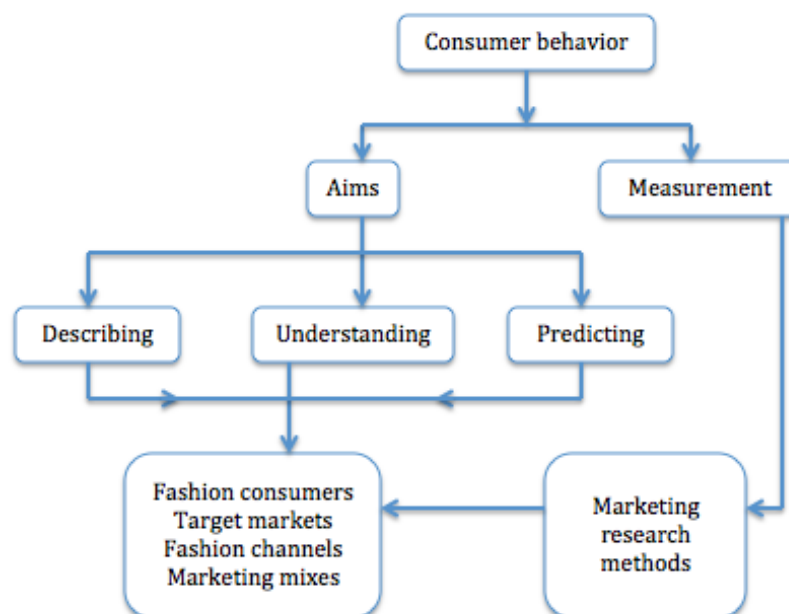 Consumer behavior
Aims
Measurement
Describing
Understanding
Predicting
Fashion consumers
Target markets
Fashion channels
Marketing mixes
Marketing
research
methods